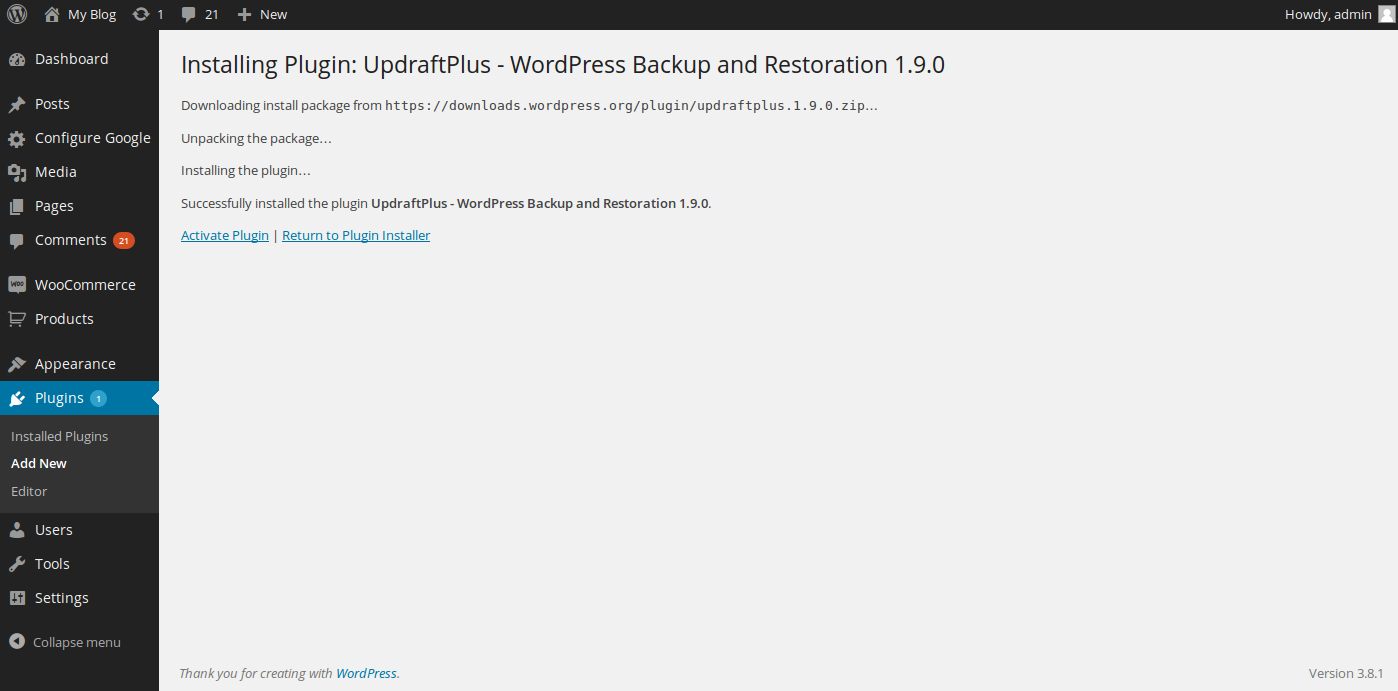 My Blog 1 21 New Howdy, admin
Dashboard
Posts
Configure Google
Media
Pages
Comments 21
WooCommerce
Products
Appearance
Plugins 1
Installed Plugins
Add New
Editor
Users
Tools
Settings
Collapse menu
Installing Plugin: UpdraftPlus - WordPress Backup and Restoration 1.9.0
Downloading install package from https://downloads.wordpress.org/plugin/updraftplus.1.9.0.zip…
Unpacking the package…
Installing the plugin…
Successfully installed the plugin UpdraftPlus - WordPress Backup and Restoration 1.9.0.
Activate Plugin | Return to Plugin Installer
Thank you for creating with WordPress. Version 3.8.1